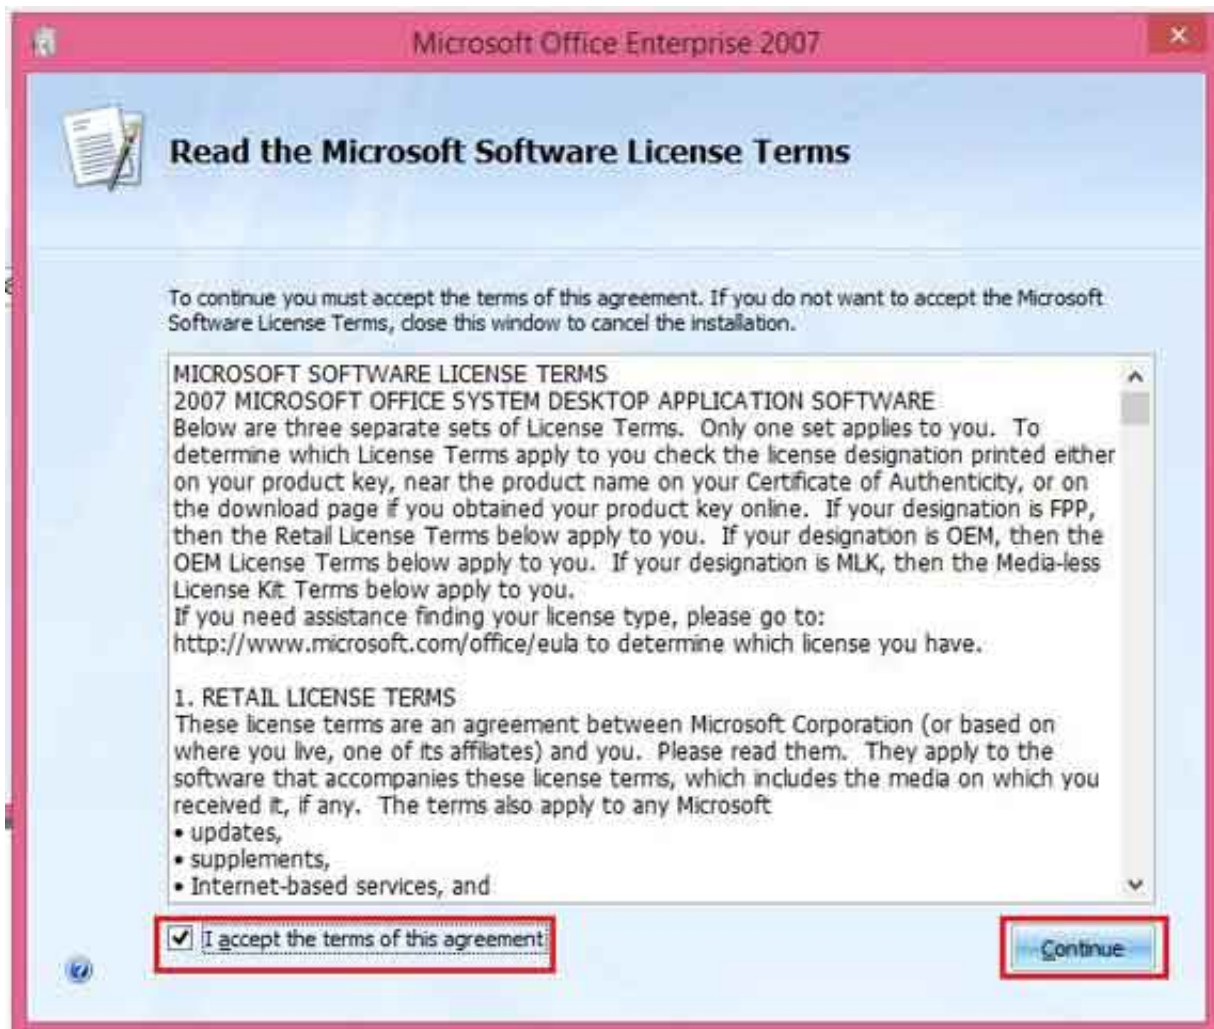 Microsoft Office Enterprise 2007
Read the Microsoft Software License Terms
To continue you must accept the terms of this agreement. If you do not want to accept the Microsoft
Software License Terms, close this window to cancel the installation.
MICROSOFT SOFTWARE LICENSE TERMS
2007 MICROSOFT OFFICE SYSTEM DESKTOP APPLICATION SOFTWARE
Below are three separate sets of License Terms.  Only one set applies to you.  To
determine which License Terms apply to you check the license designation printed either
on your product key, near the product name on your Certificate of Authenticity, or on
the download page if you obtained your product key online.  If your designation is FPP,
then the Retail License Terms below apply to you.  If your designation is OEM, then the
OEM License Terms below apply to you.  If your designation is MLK, then the Media-less
License Kit Terms below apply to you.
If you need assistance finding your license type, please go to:
http://www.microsoft.com/office/eula to determine which license you have.
1. RETAIL LICENSE TERMS
These license terms are an agreement between Microsoft Corporation (or based on
where you live, one of its affiliates) and you.  Please read them.  They apply to the
software that accompanies these license terms, which includes the media on which you
received it, if any.  The terms also apply to any Microsoft
• updates,
• supplements,
• Internet-based services, and
I accept the terms of this agreement
Continue